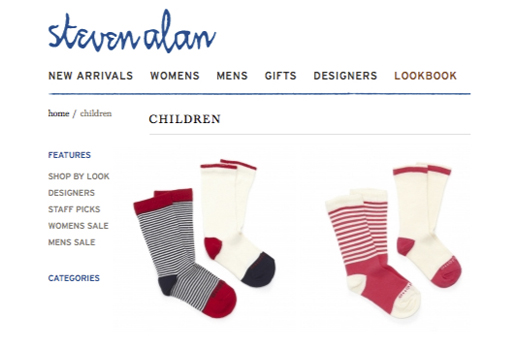 steven alan
NEW ARRIVALS WOMENS MENS GIFTS DESIGNERS LOOKBOOK
home / children
CHILDREN
FEATURES
SHOP BY LOOK
DESIGNERS
STAFF PICKS
WOMENS SALE
MENS SALE
CATEGORIES